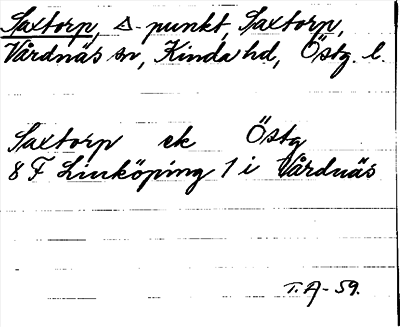 Saxtorp, △-punkt, Saxtorp,
Vårdnäs sn, Kinda hd, Östg. l.
Saxtorp ek Östg
8 F Linköping 1 i Vårdnäs
T. A - 59.